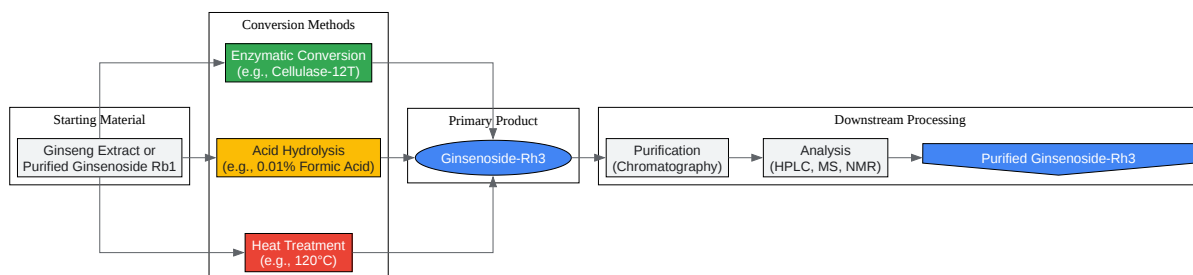 Conversion Methods
Enzymatic Conversion
(e.g., Cellulase-12T)
Starting Material
Ginseng Extract or
Purified Ginsenoside Rb1
Acid Hydrolysis
(e.g., 0.01% Formic Acid)
Heat Treatment
(e.g., 120°C)
Primary Product
Ginsenoside-Rh3
Downstream Processing
Purification
(Chromatography)
Analysis
(HPLC, MS, NMR)
Purified Ginsenoside-Rh3